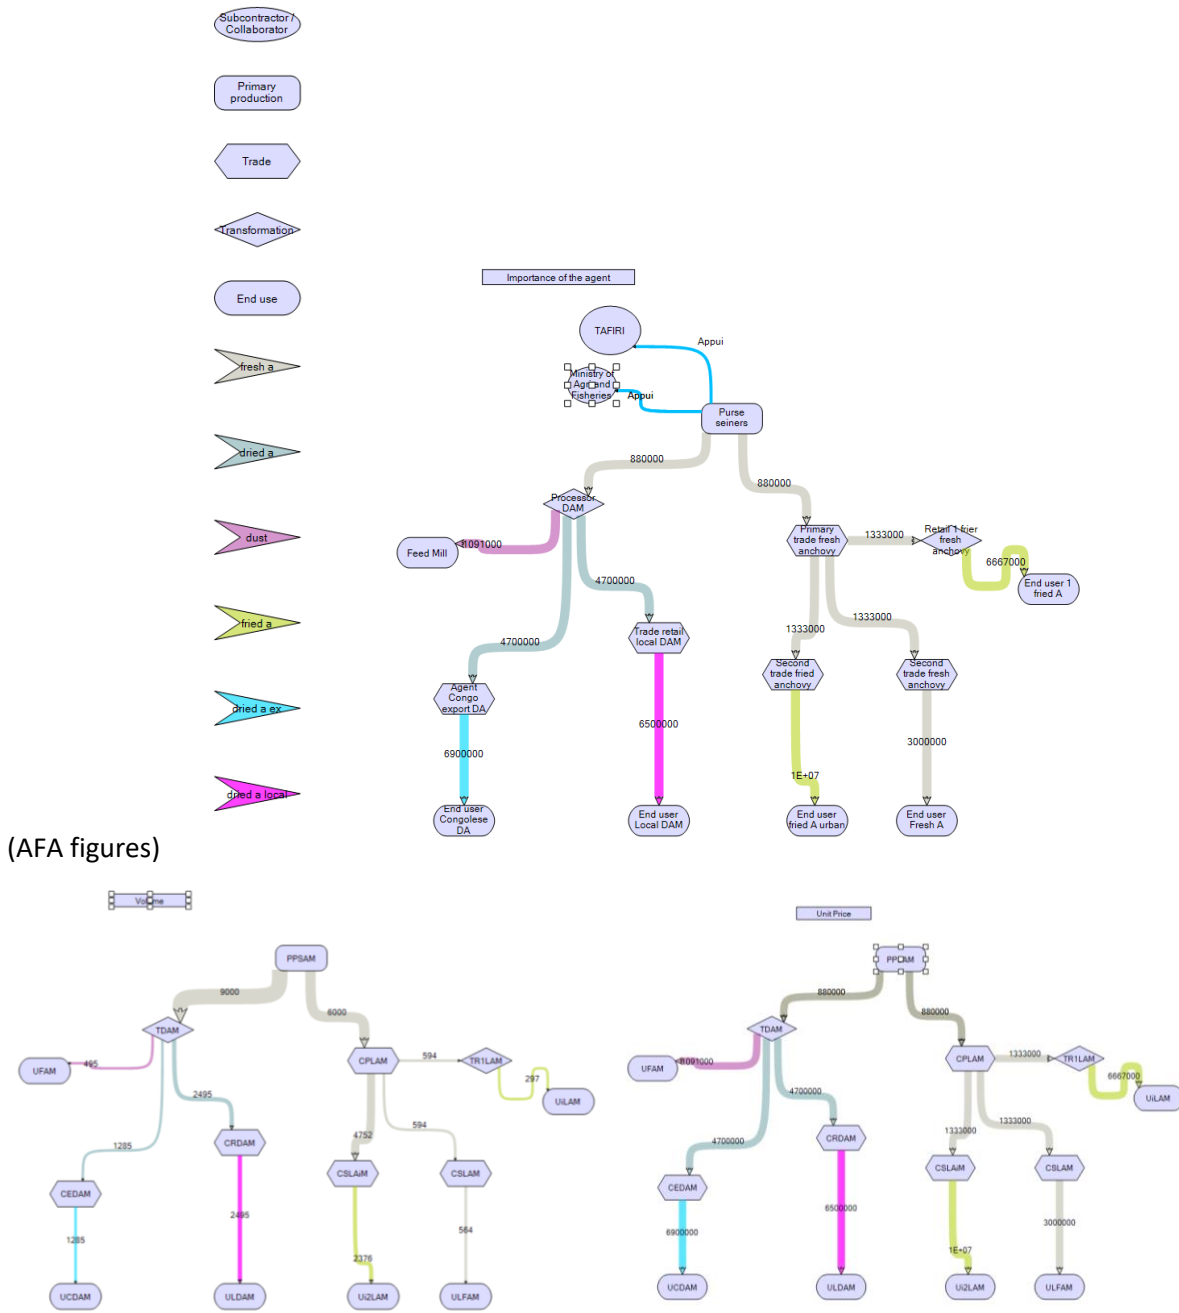 Subcontractor /
Collaborator
Primary
production
Trade
Transformation
End use
fresh a
dried a
dust
fried a
dried a ex
dried a local
Importance of the agent
TAFIRI
Appui
Ministry of
Agri and
Fisheries
Appui
Purse
seiners
880000
880000
Processor
DAM
Primary
trade fresh
anchovy
1333000
Retail 1 frier
fresh
anchovy
Feed Mill
1091000
6667000
End user 1
fried A
4700000
4700000
1333000
1333000
Trade retail
local DAM
Second
trade fried
anchovy
Second
trade fresh
anchovy
Agent
Congo
export DA
6900000
6500000
3000000
1E+07
End user
Congolese
DA
End user
Local DAM
End user
fried A urban
End user
Fresh A
(AFA figures)
Volume
PPSAM
9000
6000
TDAM
CPLAM
594
TR1LAM
UFAM
495
297
UiLAM
2495
1285
4752
594
CRDAM
CEDAM
CSLAiM
CSLAM
1285
2495
2376
564
UCDAM
ULDAM
Ui2LAM
ULFAM
Unit Price
880000
880000
TDAM
CPLAM
1333000
TR1LAM
UFAM
1091000
6667000
UiLAM
4700000
4700000
1333000
1333000
CRDAM
CEDAM
CSLAiM
CSLAM
6900000
6500000
1E+07
3000000
UCDAM
ULDAM
Ui2LAM
ULFAM